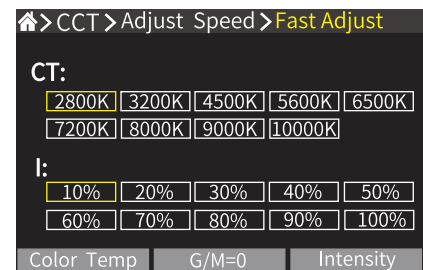 >CCT>Adjust Speed>Fast Adjust
CT:
2800K 3200K 4500K 5600K 6500K
7200K 8000K 9000K 10000K
I:
10% 20% 30% 40% 50%
60% 70% 80% 90% 100%
Color Temp G/M=0 Intensity